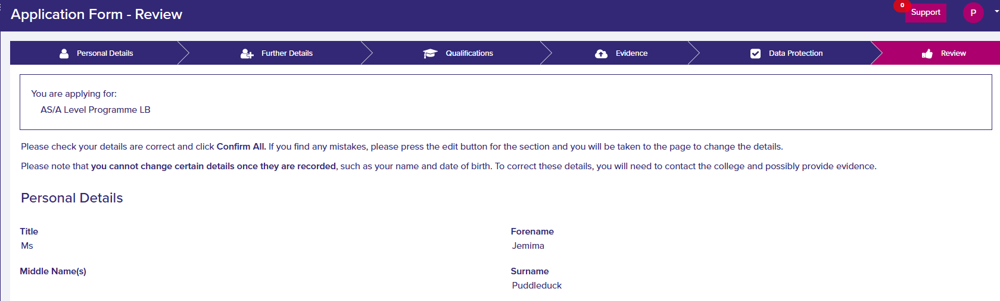 Application Form - Review
0
Support
P
Personal Details
Further Details
Qualifications
Evidence
Data Protection
Review
You are applying for:
AS/A Level Programme LB
Please check your details are correct and click Confirm All. If you find any mistakes, please press the edit button for the section and you will be taken to the page to change the details.
Please note that you cannot change certain details once they are recorded, such as your name and date of birth. To correct these details, you will need to contact the college and possibly provide evidence.
Personal Details
Title
Ms
Forename
Jemima
Middle Name(s)
Surname
Puddleduck